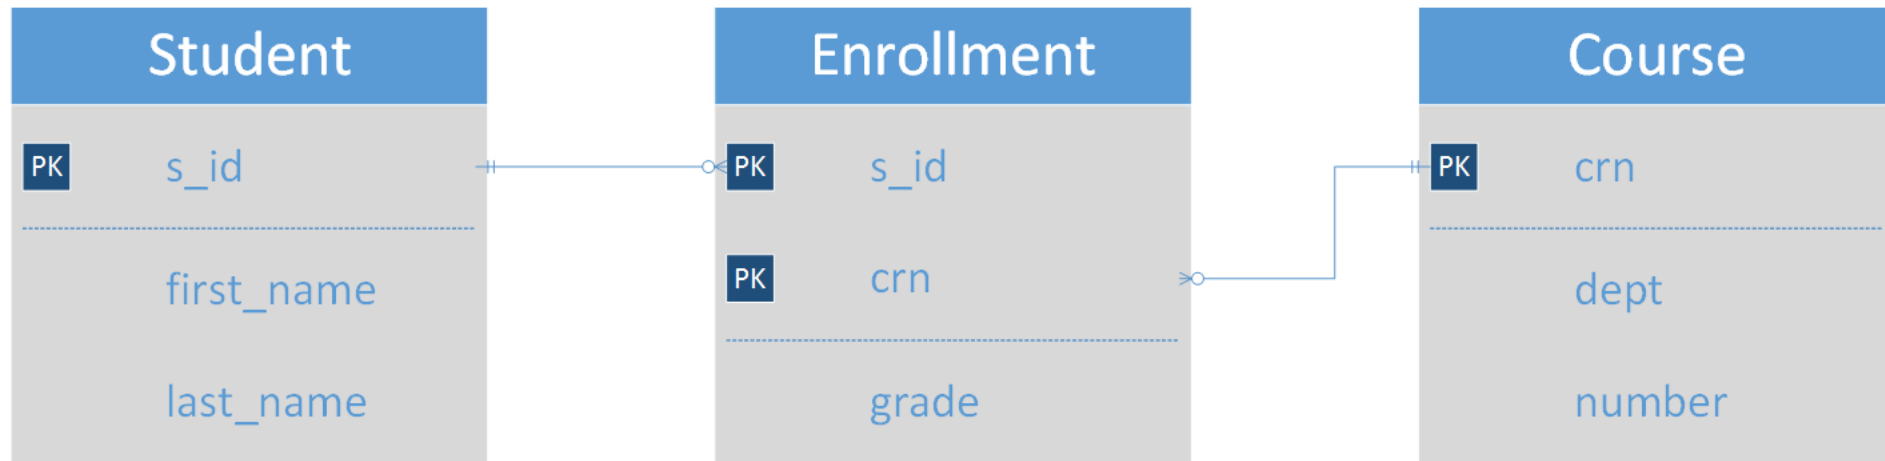 Student
PK s_id
first_name
last_name
Enrollment
PK s_id
PK crn
grade
Course
PK crn
dept
number